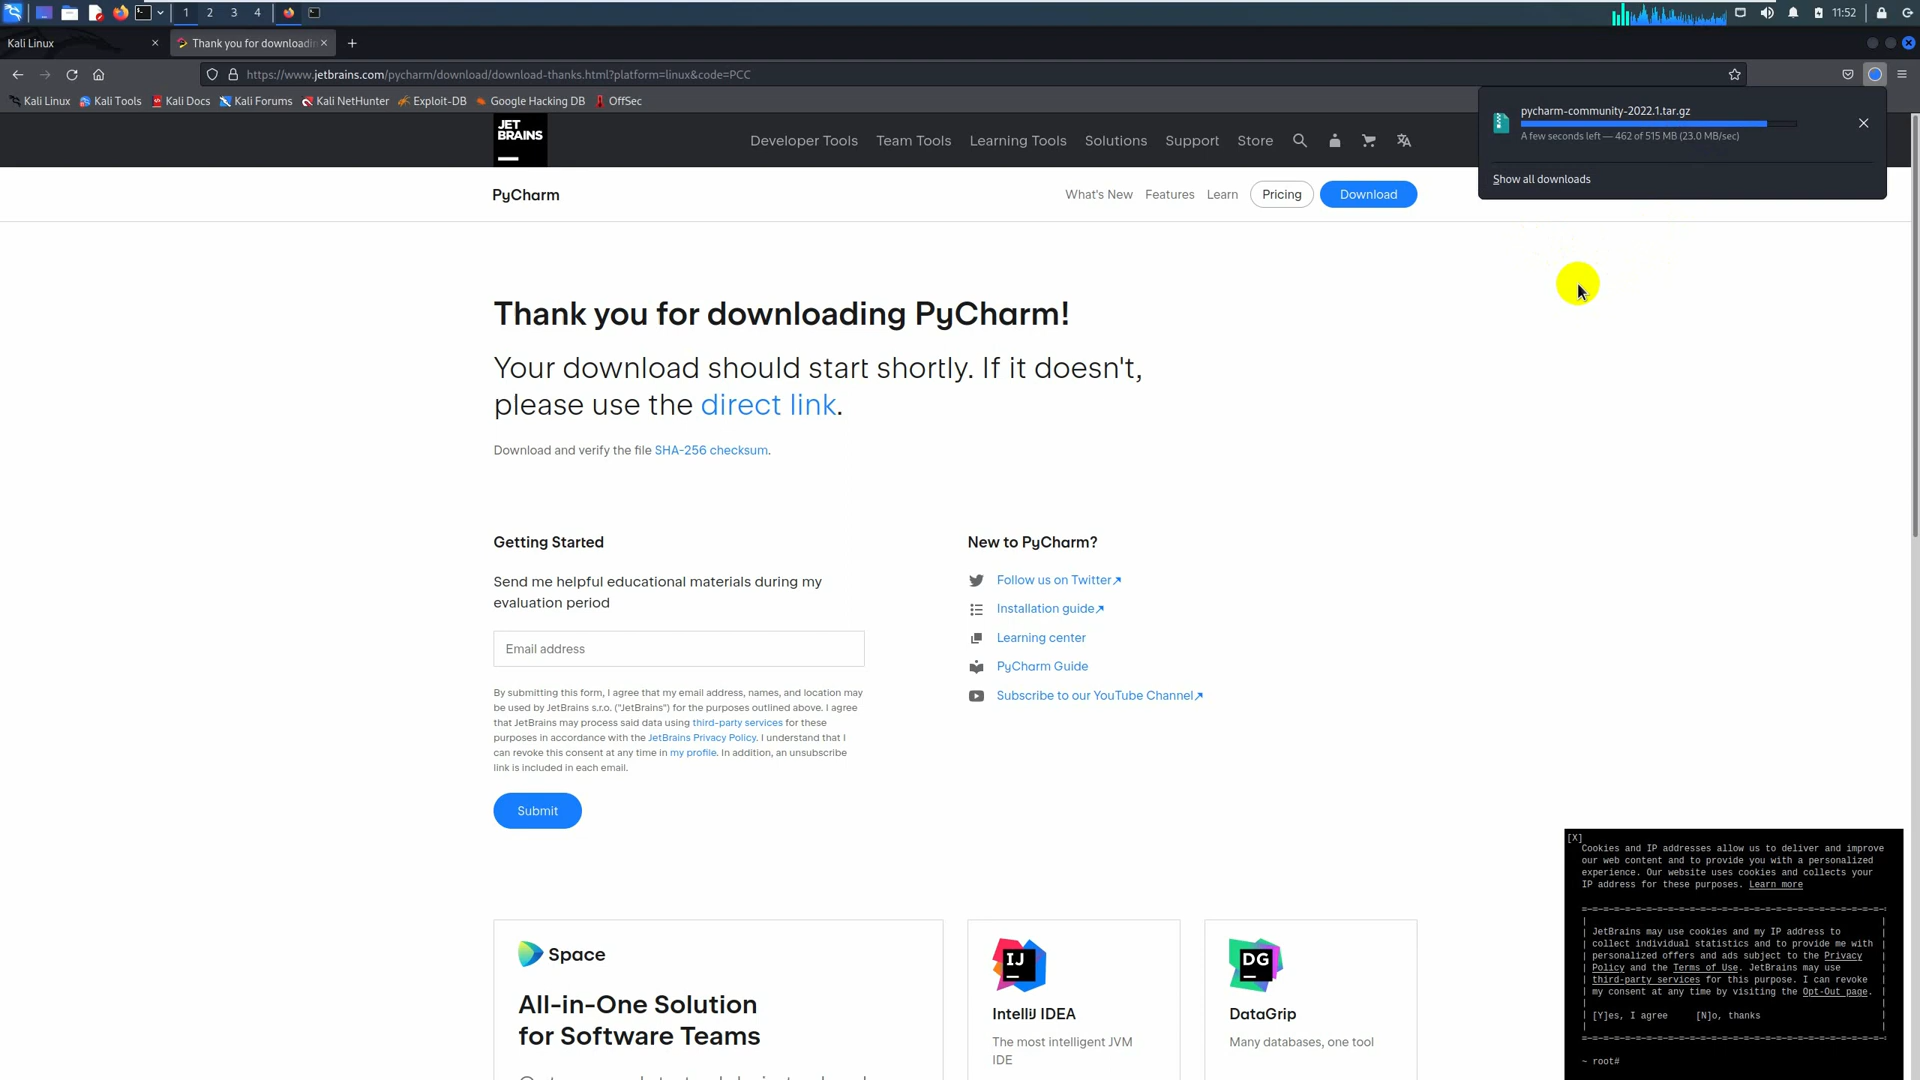 1 2 3 4
11:52
Kali Linux
Thank you for downloadin
https://www.jetbrains.com/pycharm/download/download-thanks.html?platform=linux&code=PCC
Kali Linux Kali Tools Kali Docs Kali Forums Kali NetHunter Exploit-DB Google Hacking DB OffSec
pycharm-community-2022.1.tar.gz
A few seconds left — 462 of 515 MB (23.0 MB/sec)
Show all downloads
JET
BRAINS
Developer Tools Team Tools Learning Tools Solutions Support Store
PyCharm
What's New Features Learn Pricing Download
Thank you for downloading PyCharm!
Your download should start shortly. If it doesn't,
please use the direct link.
Download and verify the file SHA-256 checksum.
Getting Started
Send me helpful educational materials during my
evaluation period
Email address
By submitting this form, I agree that my email address, names, and location may
be used by JetBrains s.r.o. ("JetBrains") for the purposes outlined above. I agree
that JetBrains may process said data using third-party services for these
purposes in accordance with the JetBrains Privacy Policy. I understand that I
can revoke this consent at any time in my profile. In addition, an unsubscribe
link is included in each email.
Submit
New to PyCharm?
Follow us on Twitter↗
Installation guide↗
Learning center
PyCharm Guide
Subscribe to our YouTube Channel↗
Space
All-in-One Solution
for Software Teams
IJ
IntelliJ IDEA
The most intelligent JVM
IDE
DG
DataGrip
Many databases, one tool
[X]
Cookies and IP addresses allow us to deliver and improve
our web content and to provide you with a personalized
experience. Our website uses cookies and collects your
IP address for these purposes. Learn more
JetBrains may use cookies and my IP address to
collect individual statistics and to provide me with
personalized offers and ads subject to the Privacy
Policy and the Terms of Use. JetBrains may use
third-party services for this purpose. I can revoke
my consent at any time by visiting the Opt-Out page.
[Y]es, I agree [N]o, thanks
~ root#